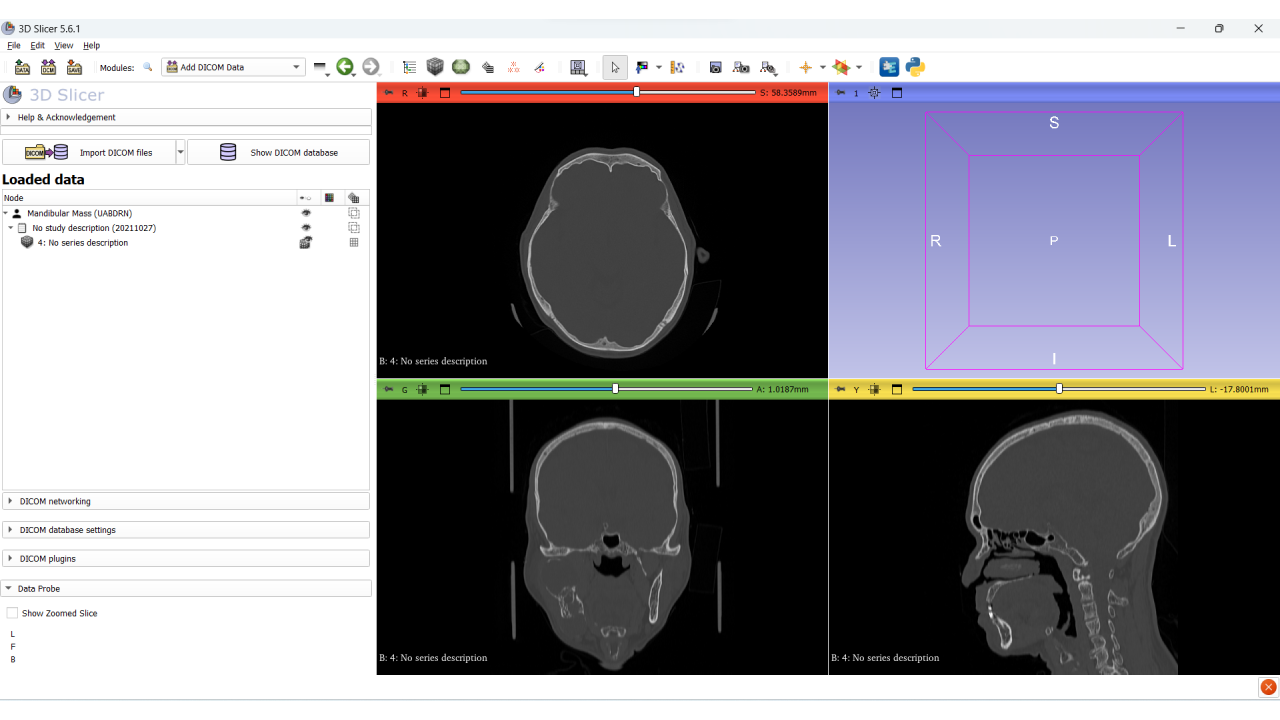 3D Slicer 5.6.1
File Edit View Help
DATA DCM SAVE Modules: Add DICOM Data
3D Slicer
Help & Acknowledgement
DICOM Import DICOM files Show DICOM database
Loaded data
Node
Mandibular Mass (UABDRN)
No study description (20211027)
4: No series description
DICOM networking
DICOM database settings
DICOM plugins
Data Probe
Show Zoomed Slice
L
F
B
R S: 58.3589mm
B: 4: No series description
1
S
R P L
I
G A: 1.0187mm
B: 4: No series description
Y L: -17.8001mm
B: 4: No series description